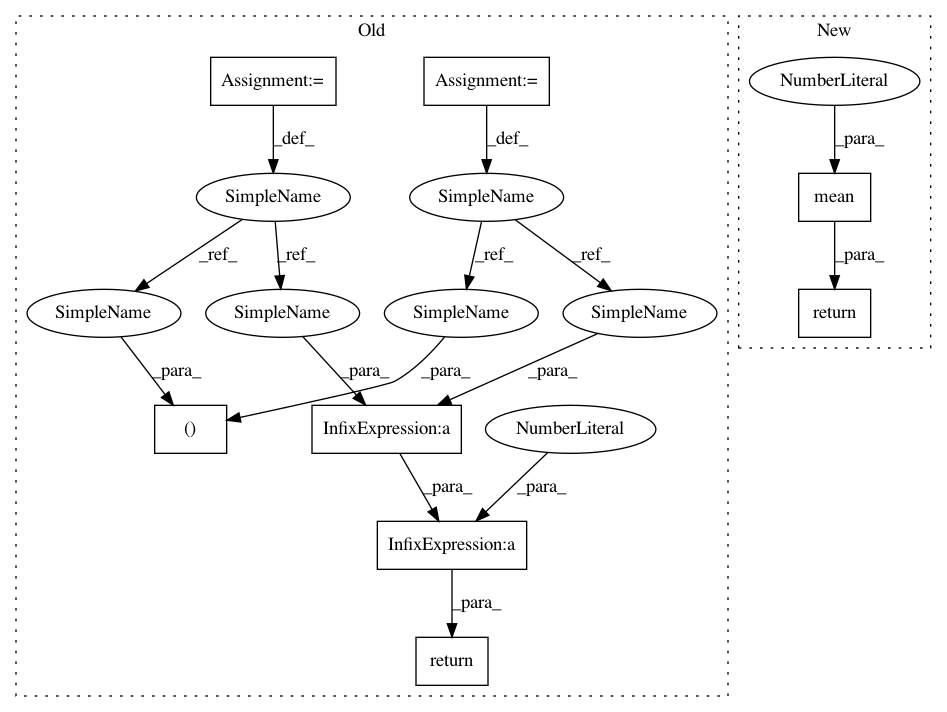 Old
New
Assignment:=
Assignment:=
NumberLiteral
_def_
_def_
_para_
SimpleName
SimpleName
mean
_ref_
_ref_
_ref_
_ref_
_para_
SimpleName
SimpleName
SimpleName
SimpleName
return
_para_
_para_
_para_
_para_
()
InfixExpression:a
NumberLiteral
_para_
_para_
InfixExpression:a
_para_
return